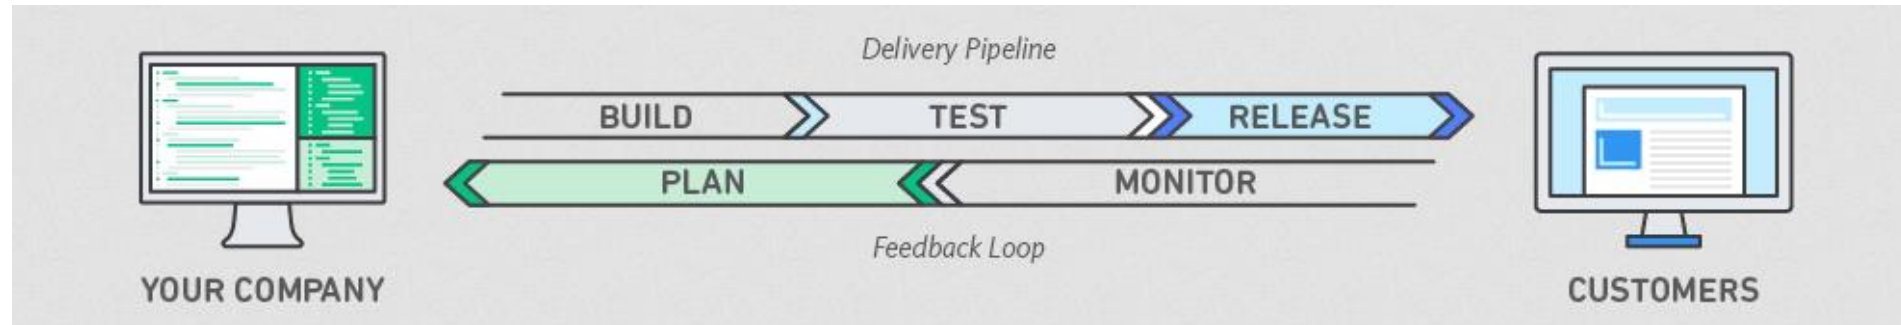 Delivery Pipeline
BUILD TEST RELEASE
PLAN MONITOR
Feedback Loop
YOUR COMPANY CUSTOMERS